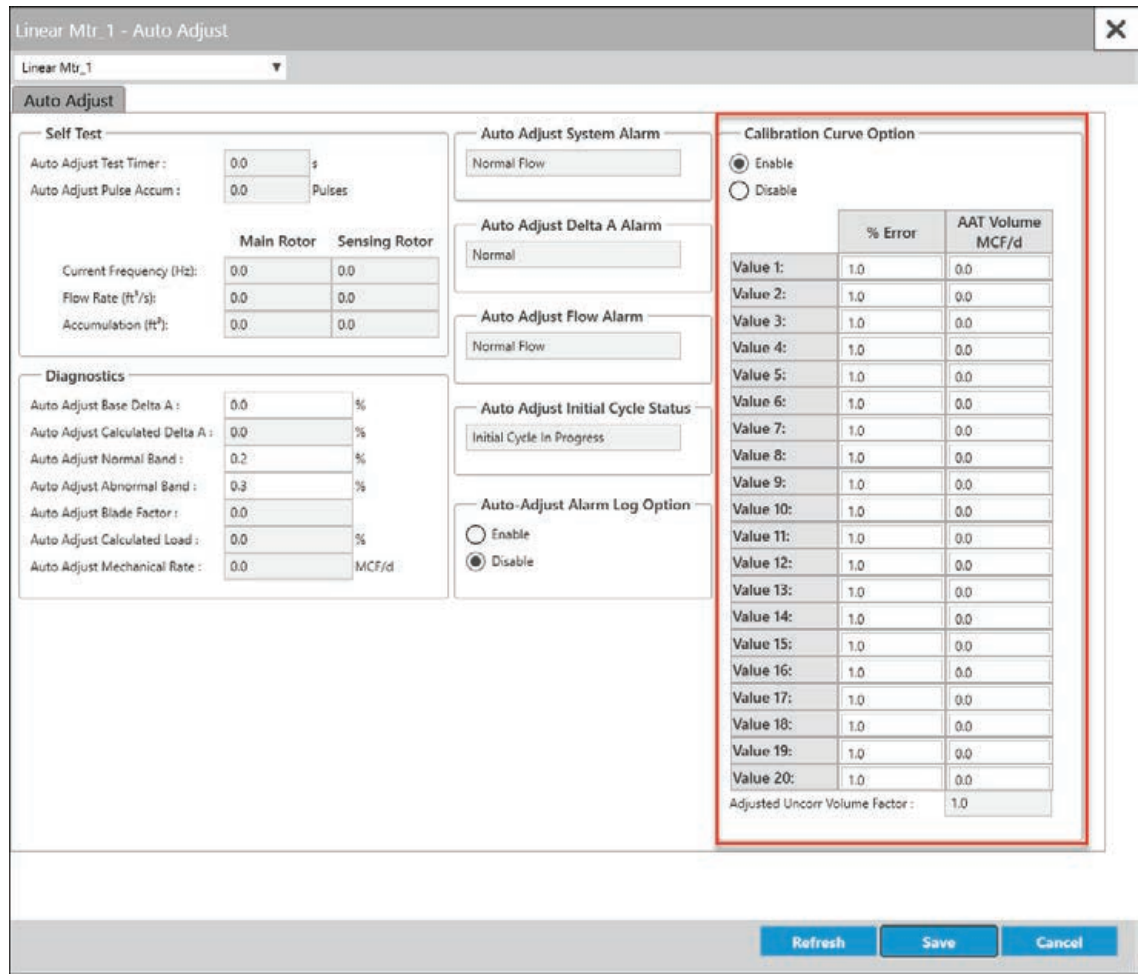 Linear Mtr_1 - Auto Adjust
Linear Mtr_1
Auto Adjust
Self Test
Auto Adjust Test Timer : 0.0 s
Auto Adjust Pulse Accum : 0.0 Pulses
Main Rotor Sensing Rotor
Current Frequency (Hz): 0.0 0.0
Flow Rate (ft³/s): 0.0 0.0
Accumulation (ft³): 0.0 0.0
Diagnostics
Auto Adjust Base Delta A : 0.0 %
Auto Adjust Calculated Delta A : 0.0 %
Auto Adjust Normal Band : 0.2 %
Auto Adjust Abnormal Band : 0.3 %
Auto Adjust Blade Factor : 0.0
Auto Adjust Calculated Load : 0.0 %
Auto Adjust Mechanical Rate : 0.0 MCF/d
Auto Adjust System Alarm
Normal Flow
Auto Adjust Delta A Alarm
Normal
Auto Adjust Flow Alarm
Normal Flow
Auto Adjust Initial Cycle Status
Initial Cycle In Progress
Auto-Adjust Alarm Log Option
Enable
Disable
Calibration Curve Option
Enable
Disable
% Error AAT Volume
MCF/d
Value 1: 1.0 0.0
Value 2: 1.0 0.0
Value 3: 1.0 0.0
Value 4: 1.0 0.0
Value 5: 1.0 0.0
Value 6: 1.0 0.0
Value 7: 1.0 0.0
Value 8: 1.0 0.0
Value 9: 1.0 0.0
Value 10: 1.0 0.0
Value 11: 1.0 0.0
Value 12: 1.0 0.0
Value 13: 1.0 0.0
Value 14: 1.0 0.0
Value 15: 1.0 0.0
Value 16: 1.0 0.0
Value 17: 1.0 0.0
Value 18: 1.0 0.0
Value 19: 1.0 0.0
Value 20: 1.0 0.0
Adjusted Uncorr Volume Factor : 1.0
Refresh Save Cancel